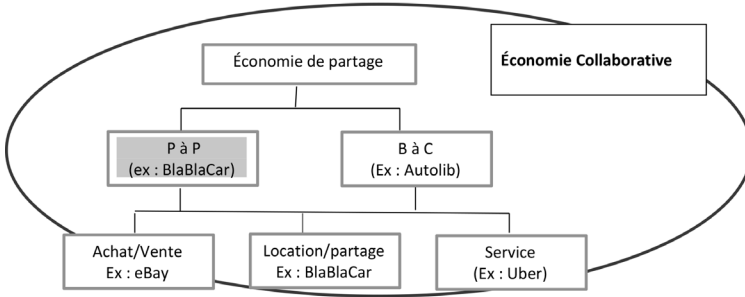 Économie de partage
Économie Collaborative
P à P
(ex : BlaBlaCar)
B à C
(Ex : Autolib)
Achat/Vente
Ex : eBay
Location/partage
Ex : BlaBlaCar
Service
(Ex : Uber)